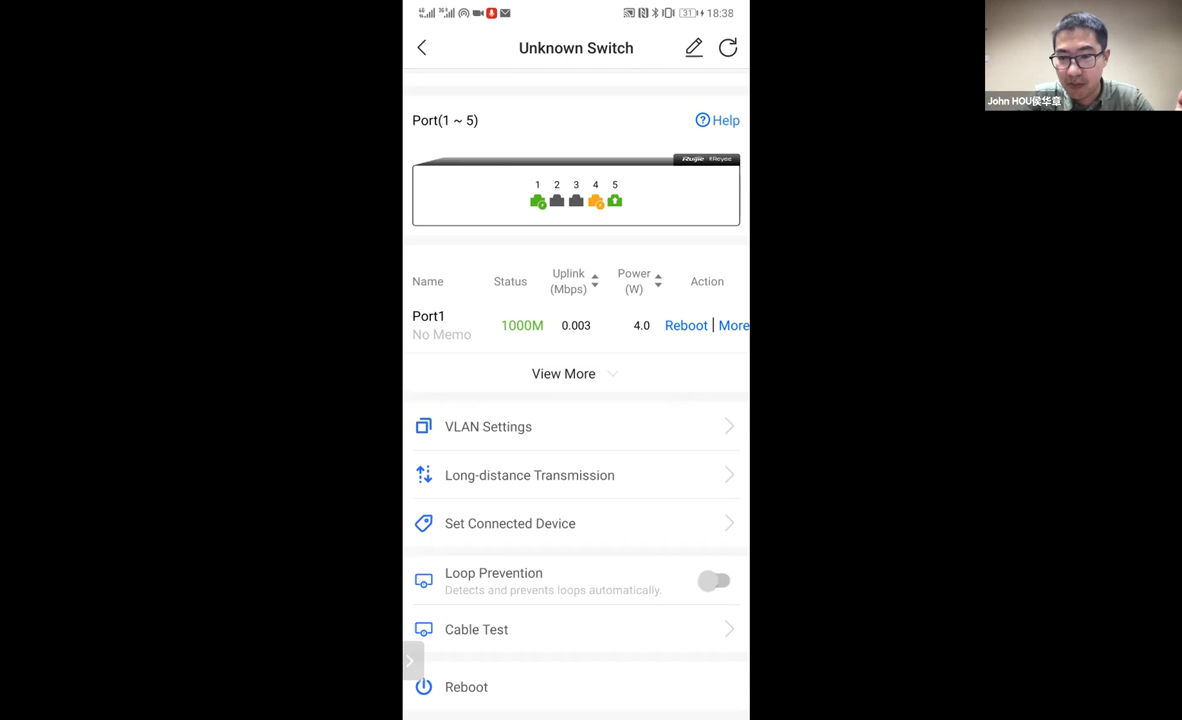 18:38
Unknown Switch
Port(1 ~ 5)
Help
Ruijie Reyee
1 2 3 4 5
Name Status Uplink (Mbps) Power (W) Action
Port1 1000M 0.003 4.0 Reboot | More
No Memo
View More
VLAN Settings
Long-distance Transmission
Set Connected Device
Loop Prevention
Detects and prevents loops automatically.
Cable Test
Reboot
John HOU侯华章